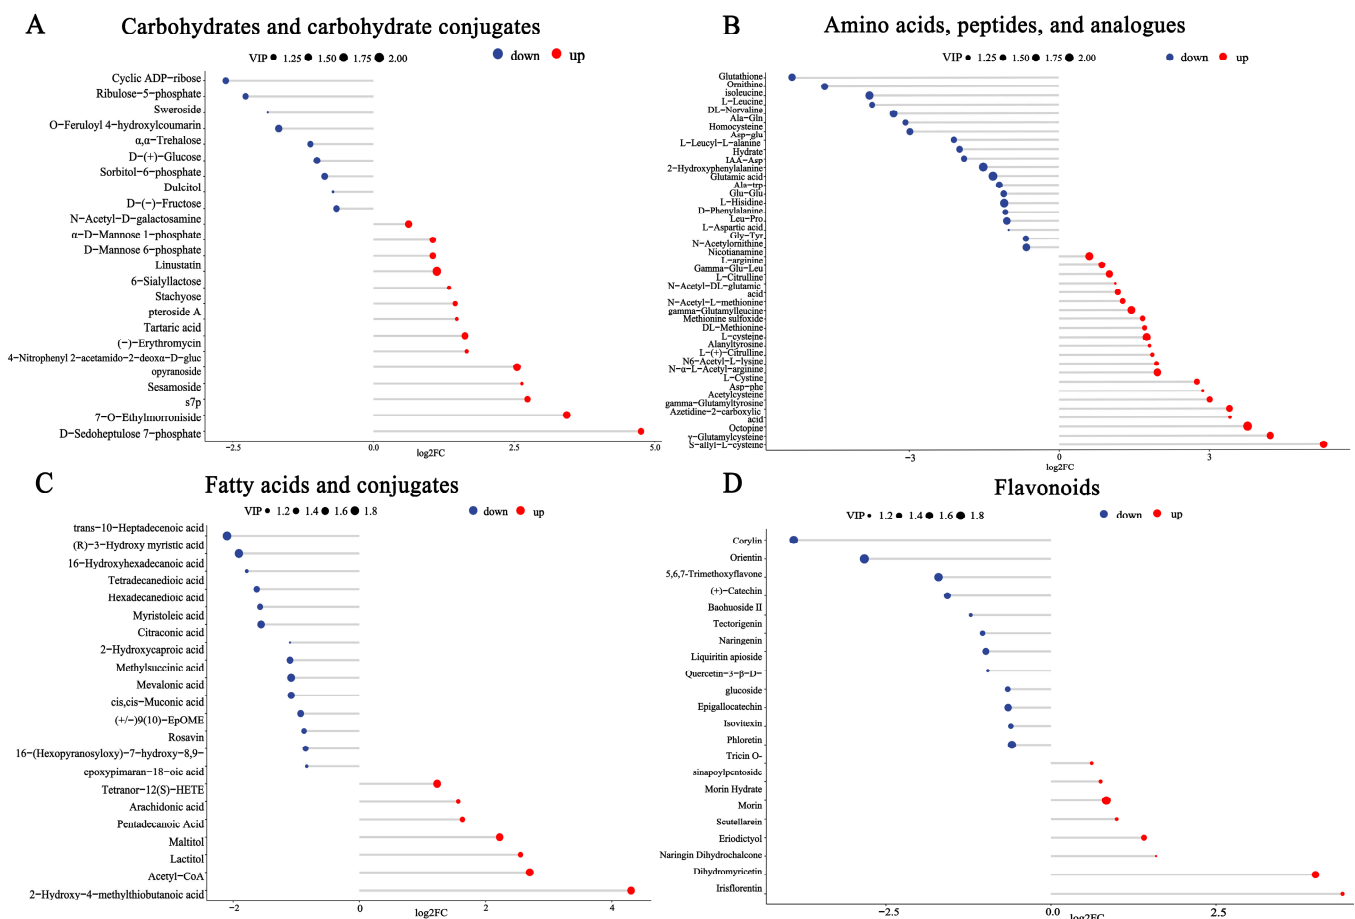 A
Carbohydrates and carbohydrate conjugates
VIP 1.25 1.50 1.75 2.00 down up
Cyclic ADP−ribose
Ribulose−5−phosphate
Sweroside
O−Feruloyl 4−hydroxylcoumarin
α,α−Trehalose
D−(+)−Glucose
Sorbitol−6−phosphate
Dulcitol
D−(−)−Fructose
N−Acetyl−D−galactosamine
α−D−Mannose 1−phosphate
D−Mannose 6−phosphate
Linustatin
6−Sialyllactose
Stachyose
pteroside A
Tartaric acid
(−)−Erythromycin
4−Nitrophenyl 2−acetamido−2−deoxα−D−gluc
opyranoside
Sesamoside
s7p
7−O−Ethylmorroniside
D−Sedoheptulose 7−phosphate
−2.5 0.0 2.5 5.0
log2FC
B
Amino acids, peptides, and analogues
VIP 1.25 1.50 1.75 2.00 down up
Glutathione
Ornithine
isoleucine
L−Leucine
DL−Norvaline
Ala−Gln
Homocysteine
Asp−glu
L−Leucyl−L−alanine
Hydrate
IAA−Asp
2−Hydroxyphenylalanine
Glutamic acid
Ala−trp
Glu−Glu
L−Hisidine
D−Phenylalanine
Leu−Pro
L−Aspartic acid
Gly−Tyr
N−Acetylornithine
Nicotianamine
L−arginine
Gamma−Glu−Leu
L−Citrulline
N−Acetyl−DL−glutamic
acid
N−Acetyl−L−methionine
gamma−Glutamylleucine
Methionine sulfoxide
DL−Methionine
L−cysteine
Alanyltyrosine
L−(+)−Citrulline
N6−Acetyl−L−lysine
N−α−L−Acetyl−arginine
L−Cystine
Asp−phe
Acetylcysteine
gamma−Glutamyltyrosine
Azetidine−2−carboxylic
acid
Octopine
γ−Glutamylcysteine
S−allyl−L−cysteine
−3 0 3
log2FC
C
Fatty acids and conjugates
VIP 1.2 1.4 1.6 1.8 down up
trans−10−Heptadecenoic acid
(R)−3−Hydroxy myristic acid
16−Hydroxyhexadecanoic acid
Tetradecanedioic acid
Hexadecanedioic acid
Myristoleic acid
Citraconic acid
2−Hydroxycaproic acid
Methylsuccinic acid
Mevalonic acid
cis,cis−Muconic acid
(+/−)9(10)−EpOME
Rosavin
16−(Hexopyranosyloxy)−7−hydroxy−8,9−
epoxypimaran−18−oic acid
Tetranor−12(S)−HETE
Arachidonic acid
Pentadecanoic Acid
Maltitol
Lactitol
Acetyl−CoA
2−Hydroxy−4−methylthiobutanoic acid
−2 0 2 4
log2FC
D
Flavonoids
VIP 1.2 1.4 1.6 1.8 down up
Corylin
Orientin
5,6,7-Trimethoxyflavone
(+)−Catechin
Baohuoside II
Tectorigenin
Naringenin
Liquiritin apioside
Quercetin−3−β−D−
glucoside
Epigallocatechin
Isovitexin
Phloretin
Tricin O-
sinapoylpentoside
Morin Hydrate
Morin
Scutellarein
Eriodictyol
Naringin Dihydrochalcone
Dihydromyricetin
Irisflorentin
−2.5 0.0 2.5
log2FC